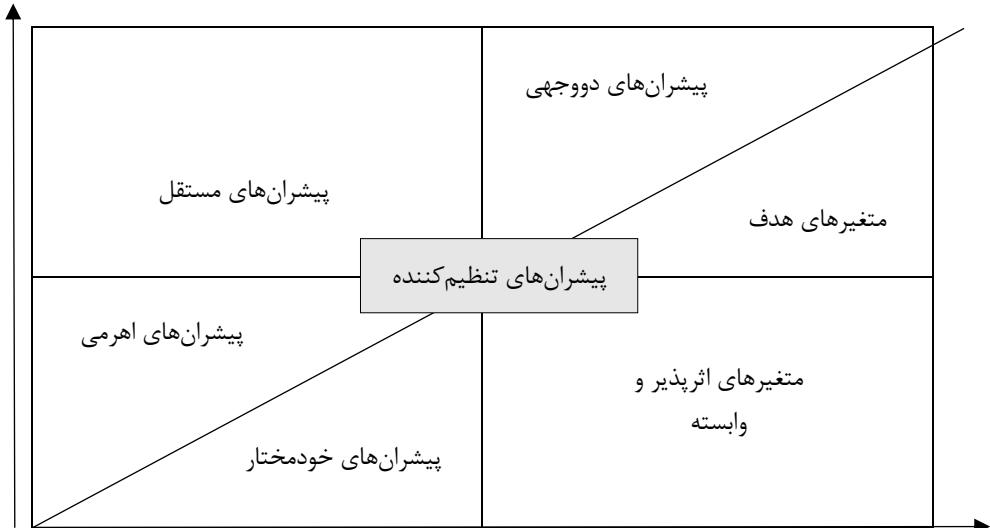 پیشران‌های دووجهی
پیشران‌های مستقل
متغیرهای هدف
پیشران‌های تنظیم‌کننده
پیشران‌های اهرمی
متغیرهای اثرپذیر و
وابسته
پیشران‌های خودمختار